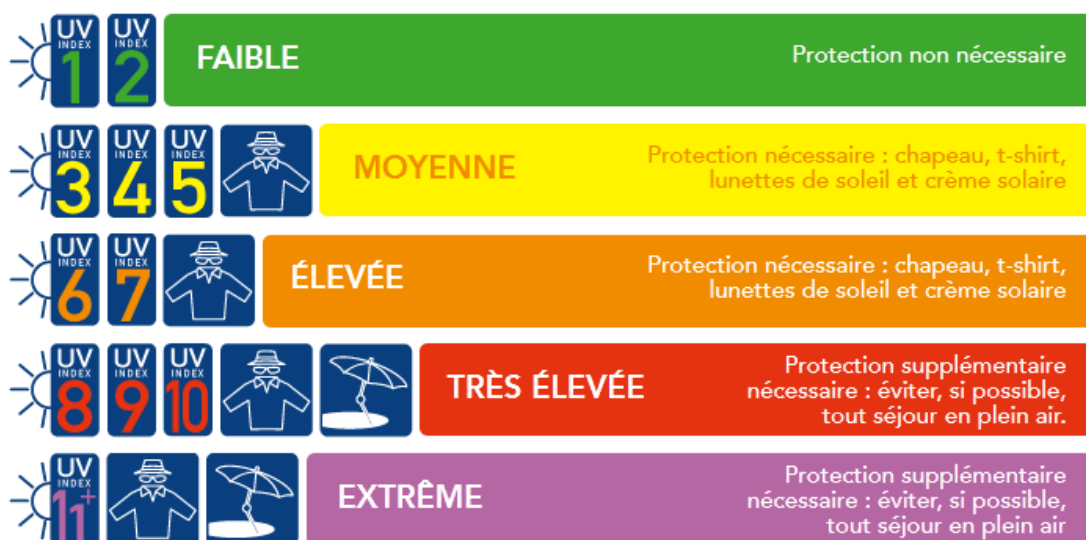 UV INDEX 1 UV INDEX 2 FAIBLE Protection non nécessaire
UV INDEX 3 UV INDEX 4 UV INDEX 5 MOYENNE Protection nécessaire : chapeau, t-shirt,
lunettes de soleil et crème solaire
UV INDEX 6 UV INDEX 7 ÉLEVÉE Protection nécessaire : chapeau, t-shirt,
lunettes de soleil et crème solaire
UV INDEX 8 UV INDEX 9 UV INDEX 10 TRÈS ÉLEVÉE Protection supplémentaire
nécessaire : éviter, si possible,
tout séjour en plein air.
UV INDEX 11+ EXTRÊME Protection supplémentaire
nécessaire : éviter, si possible,
tout séjour en plein air